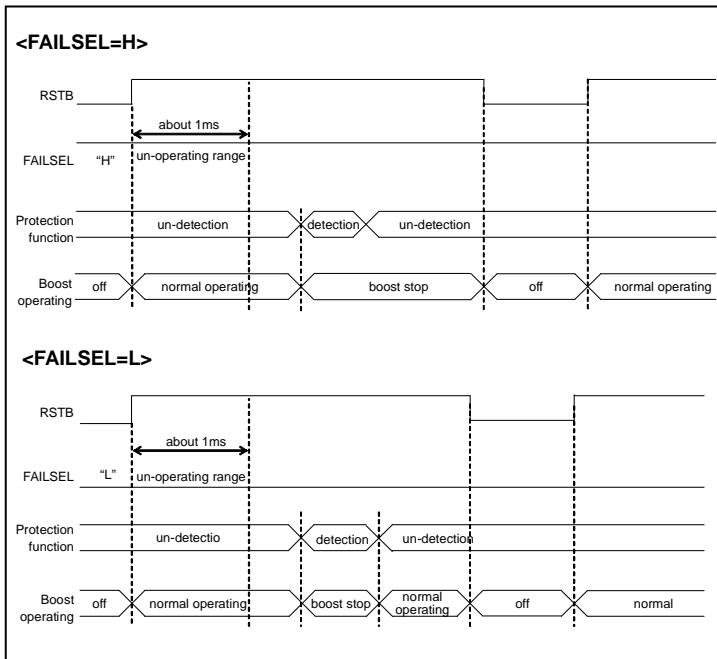 <FAILSEL=H>
RSTB
about 1ms
FAILSEL "H" un-operating range
Protection
function
un-detection detection un-detection
Boost
operating
off normal operating boost stop off normal operating
<FAILSEL=L>
RSTB
about 1ms
FAILSEL "L" un-operating range
Protection
function
un-detectio detection un-detection
Boost
operating
off normal operating boost stop normal
operating off normal